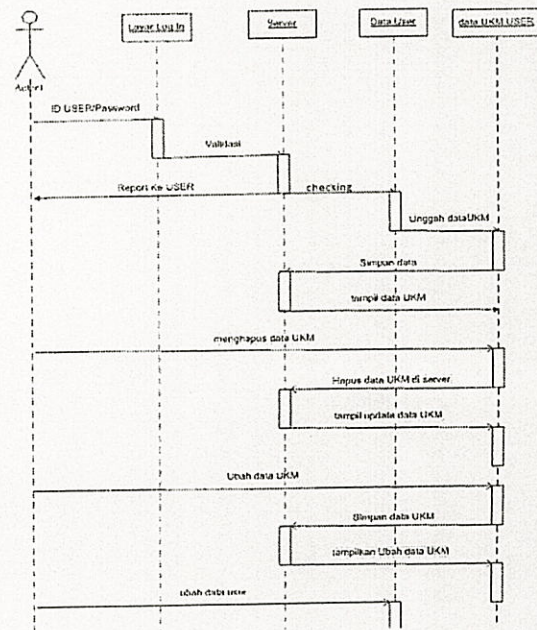 Layar Log In
Server
Data User
data UKM USER
Actor1
ID USER/Password
Validasi
Report Ke USER
checking
Unggah dataUKM
Simpan data
tampil data UKM
menghapus data UKM
Hapus data UKM di server
tampil update data UKM
Ubah data UKM
Simpan data UKM
tampilkan Ubah data UKM
ubah data user